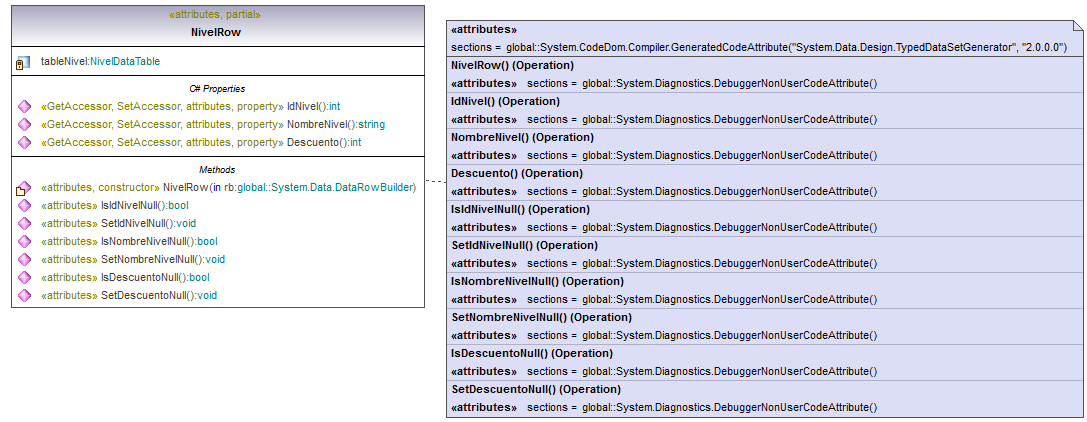 «attributes, partial»
NivelRow
tableNivel:NivelDataTable
C# Properties
«GetAccessor, SetAccessor, attributes, property» IdNivel():int
«GetAccessor, SetAccessor, attributes, property» NombreNivel():string
«GetAccessor, SetAccessor, attributes, property» Descuento():int
Methods
«attributes, constructor» NivelRow(in rb:global::System.Data.DataRowBuilder)
«attributes» IsIdNivelNull():bool
«attributes» SetIdNivelNull():void
«attributes» IsNombreNivelNull():bool
«attributes» SetNombreNivelNull():void
«attributes» IsDescuentoNull():bool
«attributes» SetDescuentoNull():void
«attributes»
sections = global::System.CodeDom.Compiler.GeneratedCodeAttribute("System.Data.Design.TypedDataSetGenerator", "2.0.0.0")
NivelRow() (Operation)
«attributes» sections = global::System.Diagnostics.DebuggerNonUserCodeAttribute()
IdNivel() (Operation)
«attributes» sections = global::System.Diagnostics.DebuggerNonUserCodeAttribute()
NombreNivel() (Operation)
«attributes» sections = global::System.Diagnostics.DebuggerNonUserCodeAttribute()
Descuento() (Operation)
«attributes» sections = global::System.Diagnostics.DebuggerNonUserCodeAttribute()
IsIdNivelNull() (Operation)
«attributes» sections = global::System.Diagnostics.DebuggerNonUserCodeAttribute()
SetIdNivelNull() (Operation)
«attributes» sections = global::System.Diagnostics.DebuggerNonUserCodeAttribute()
IsNombreNivelNull() (Operation)
«attributes» sections = global::System.Diagnostics.DebuggerNonUserCodeAttribute()
SetNombreNivelNull() (Operation)
«attributes» sections = global::System.Diagnostics.DebuggerNonUserCodeAttribute()
IsDescuentoNull() (Operation)
«attributes» sections = global::System.Diagnostics.DebuggerNonUserCodeAttribute()
SetDescuentoNull() (Operation)
«attributes» sections = global::System.Diagnostics.DebuggerNonUserCodeAttribute()